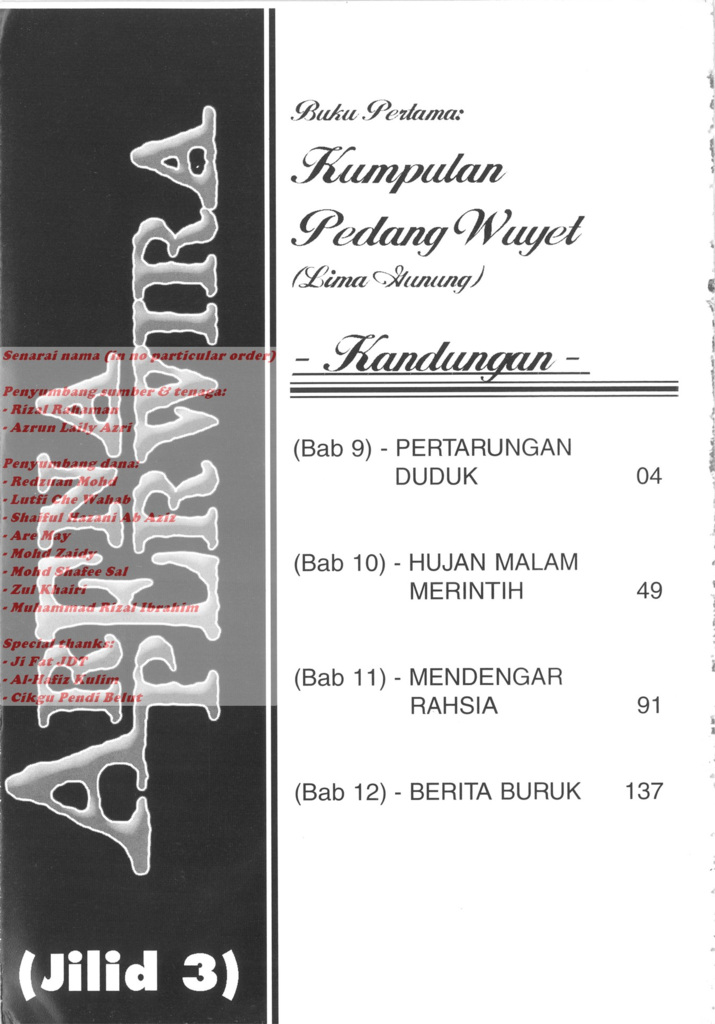 ARENA
PERWIRA
Senarai nama (in no particular order)
Penyumbang sumber & tenaga:
- Rizal Rahaman
- Azrun Laily Azri
Penyumbang dana:
- Redzuan Mohd
- Lutfi Che Wahab
- Shaiful Hazani Ab Aziz
- Are May
- Mohd Zaidy
- Mohd Shafee Sal
- Zul Khairi
- Muhammad Rizal Ibrahim
Special thanks:
- Ji Fat JDT
- Al-Hafiz Kulim
- Cikgu Pendi Belut
(Jilid 3)
Buku Pertama:
Kumpulan
Pedang Wuyet
(Lima Gunung)
- Kandungan -
(Bab 9) - PERTARUNGAN
DUDUK 04
(Bab 10) - HUJAN MALAM
MERINTIH 49
(Bab 11) - MENDENGAR
RAHSIA 91
(Bab 12) - BERITA BURUK 137